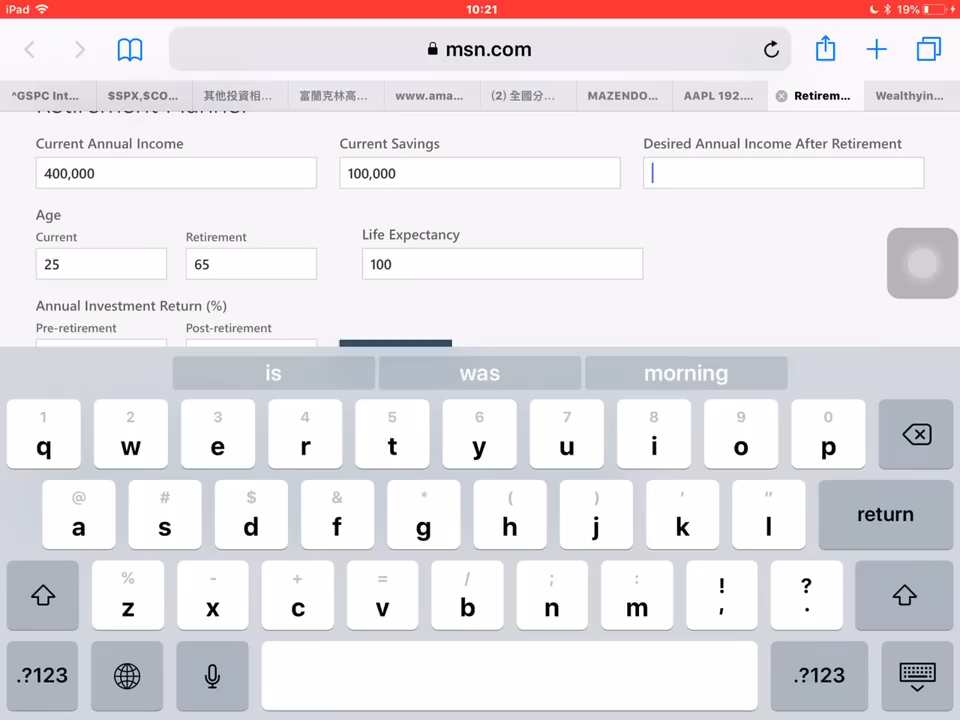 iPad 10:21 19%
msn.com
^GSPC Int... $SPX,$CO... 其他投資相... 富蘭克林高... www.ama... (2) 全國分... MAZENDO... AAPL 192.... Retirem... Wealthyin...
Retirement Planner
Current Annual Income Current Savings Desired Annual Income After Retirement
400,000 100,000
Age
Current Retirement Life Expectancy
25 65 100
Annual Investment Return (%)
Pre-retirement Post-retirement
is was morning
1 2 3 4 5 6 7 8 9 0
q w e r t y u i o p
@ # $ & * ( ) ' "
a s d f g h j k l return
% - + = / ; : ! ?
z x c v b n m , .
.?123 .?123